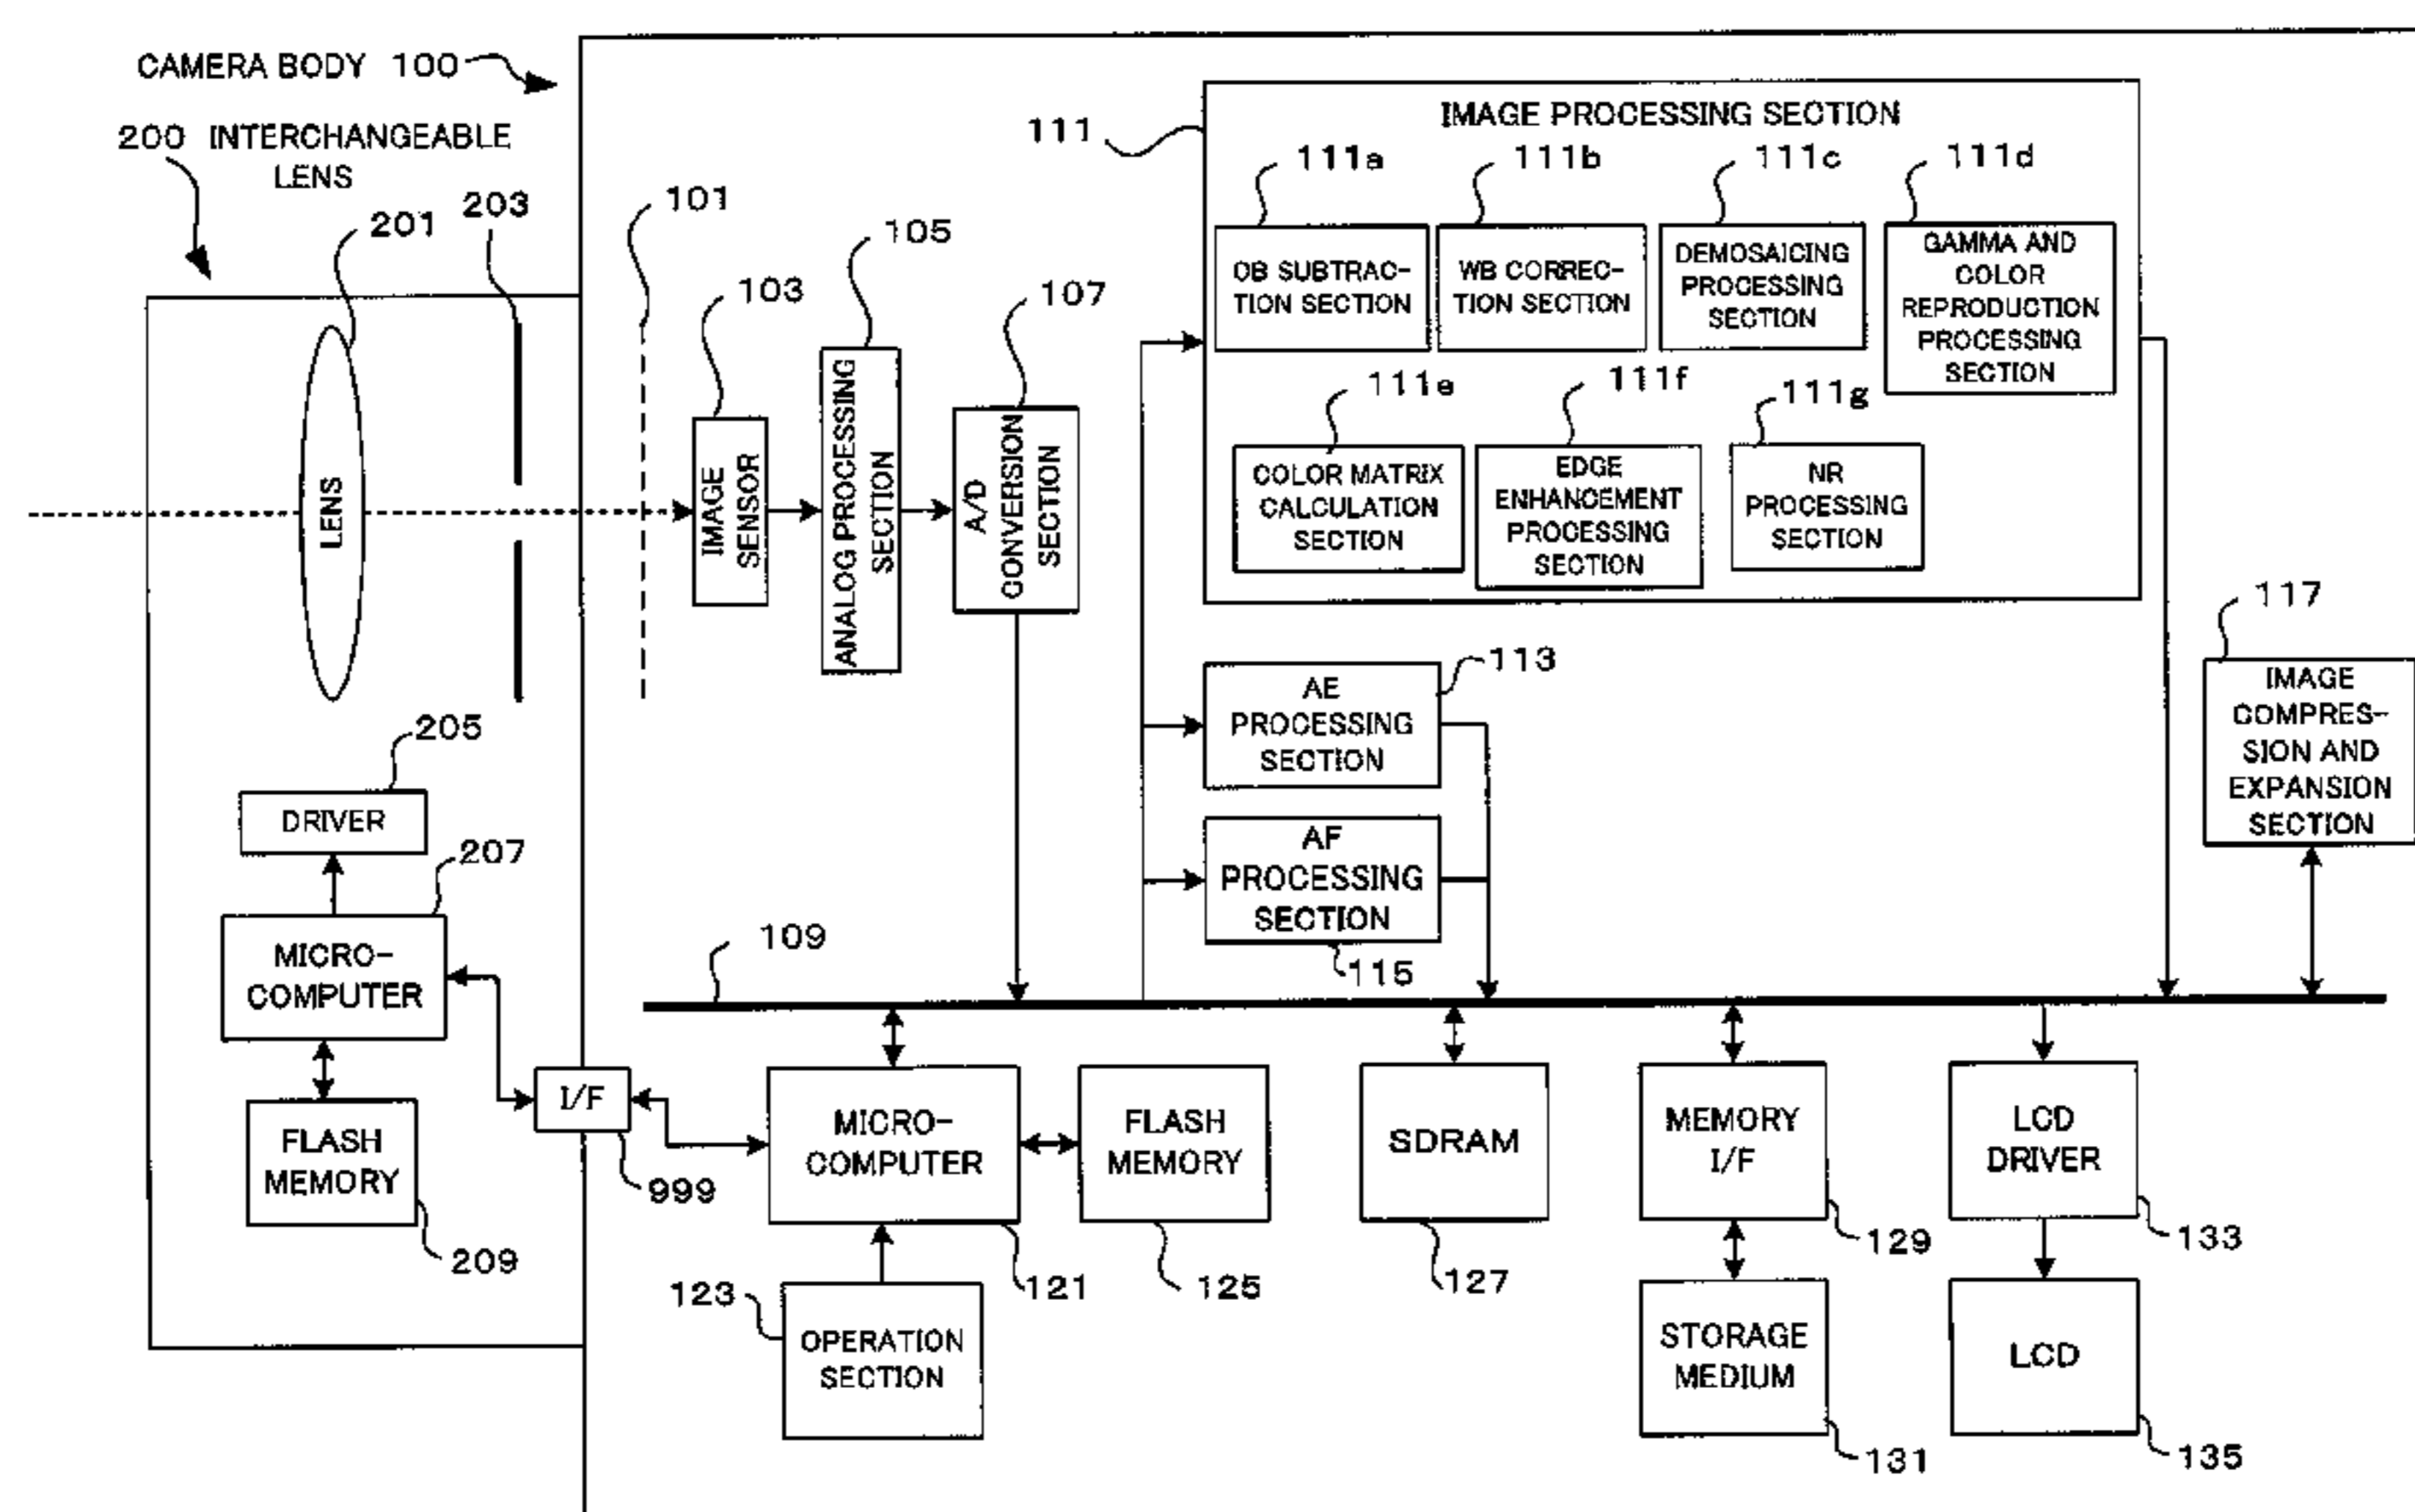 CAMERA BODY 100
200 INTERCHANGEABLE
LENS
201
203
101
105
103
107
LENS
IMAGE
SENSOR
ANALOG PROCESSING
SECTION
A/D
CONVERSION
SECTION
111
IMAGE PROCESSING SECTION
111a
111b
111c
111d
OB SUBTRAC-
TION SECTION
WB CORREC-
TION SECTION
DEMOSAICING
PROCESSING
SECTION
GAMMA AND
COLOR
REPRODUCTION
PROCESSING
SECTION
111e
111f
111g
COLOR MATRIX
CALCULATION
SECTION
EDGE
ENHANCEMENT
PROCESSING
SECTION
NR
PROCESSING
SECTION
113
AE
PROCESSING
SECTION
AF
PROCESSING
SECTION
115
117
IMAGE
COMPRES-
SION AND
EXPANSION
SECTION
205
DRIVER
207
MICRO-
COMPUTER
FLASH
MEMORY
209
109
I/F
999
MICRO-
COMPUTER
121
FLASH
MEMORY
125
123
OPERATION
SECTION
SDRAM
127
MEMORY
I/F
129
STORAGE
MEDIUM
131
LCD
DRIVER
133
LCD
135